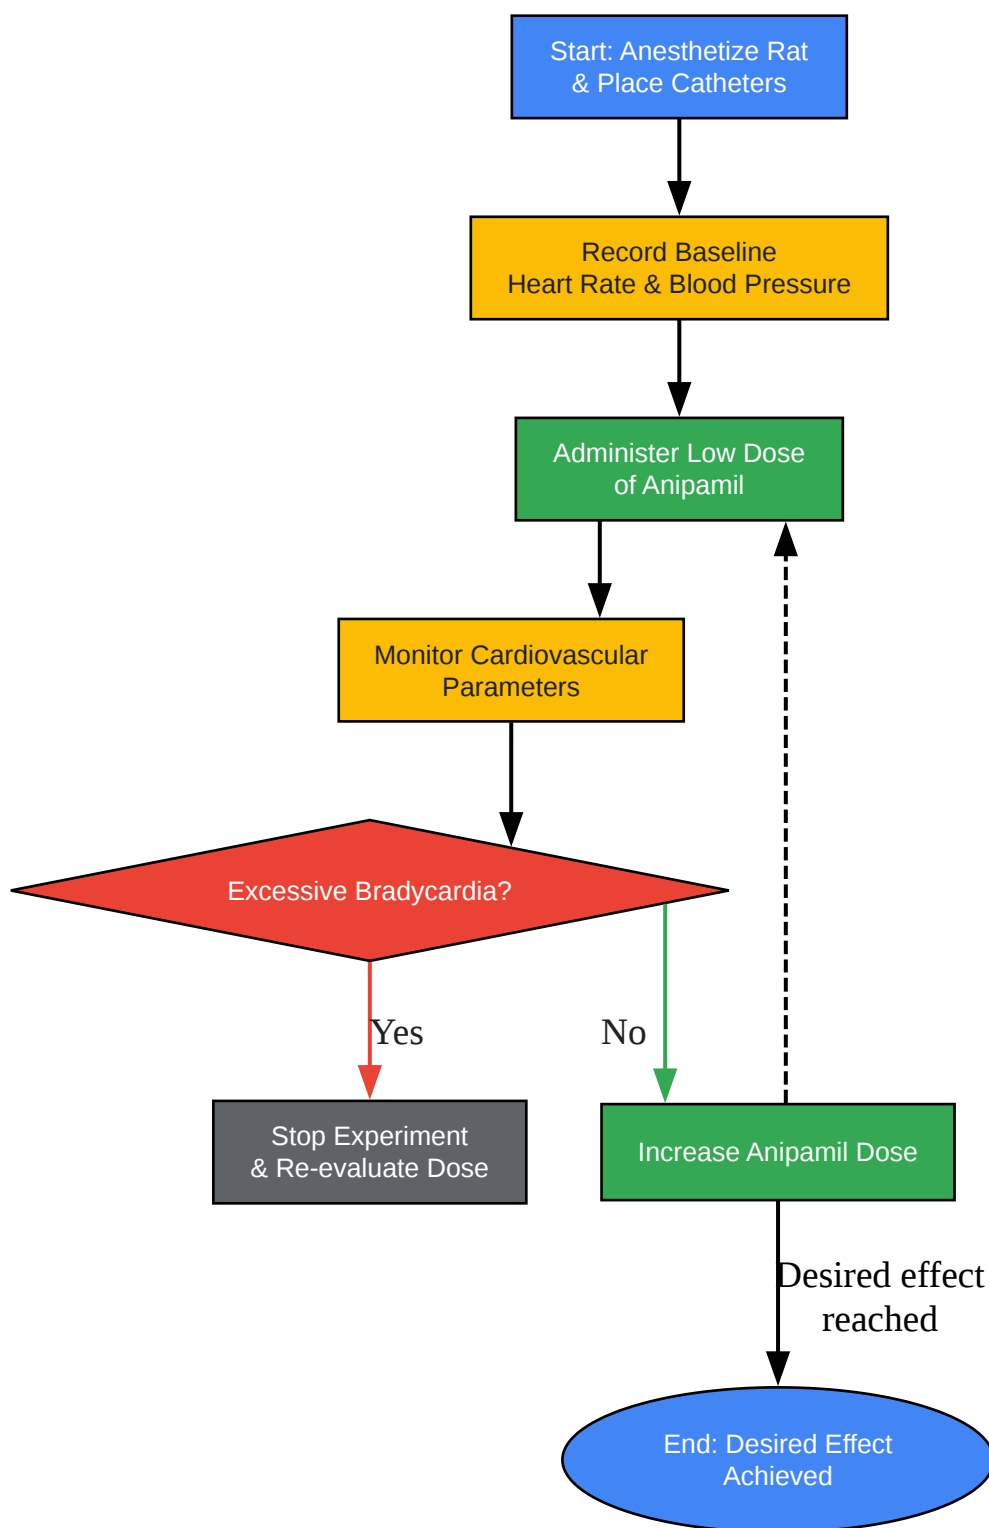 Start: Anesthetize Rat
& Place Catheters
Record Baseline
Heart Rate & Blood Pressure
Administer Low Dose
of Anipamil
Monitor Cardiovascular
Parameters
Excessive Bradycardia?
Yes
No
Stop Experiment
& Re-evaluate Dose
Increase Anipamil Dose
Desired effect
reached
End: Desired Effect
Achieved